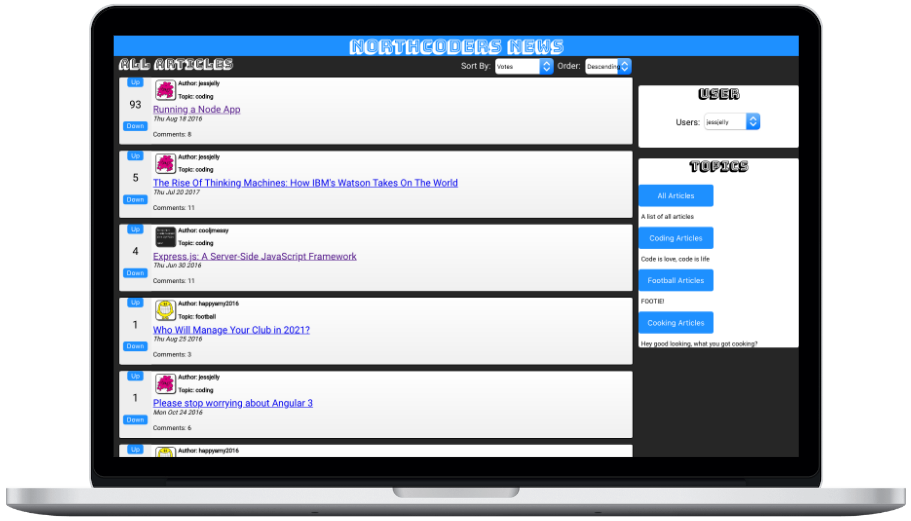 NORTHCODERS NEWS
ALL ARTICLES
Sort By: Votes Order: Descending
Up
93
Down
Author: jessjelly
Topic: coding
Running a Node App
Thu Aug 18 2016
Comments: 8
Up
5
Down
Author: jessjelly
Topic: coding
The Rise Of Thinking Machines: How IBM's Watson Takes On The World
Thu Jul 20 2017
Comments: 11
Up
4
Down
Author: cooljmessy
Topic: coding
Express.js: A Server-Side JavaScript Framework
Thu Jun 30 2016
Comments: 11
Up
1
Down
Author: happyamy2016
Topic: football
Who Will Manage Your Club in 2021?
Thu Aug 25 2016
Comments: 3
Up
1
Down
Author: jessjelly
Topic: coding
Please stop worrying about Angular 3
Mon Oct 24 2016
Comments: 6
Up
Author: happyamy2016
USER
Users: jessjelly
TOPICS
All Articles
A list of all articles
Coding Articles
Code is love, code is life
Football Articles
FOOTIE!
Cooking Articles
Hey good looking, what you got cooking?